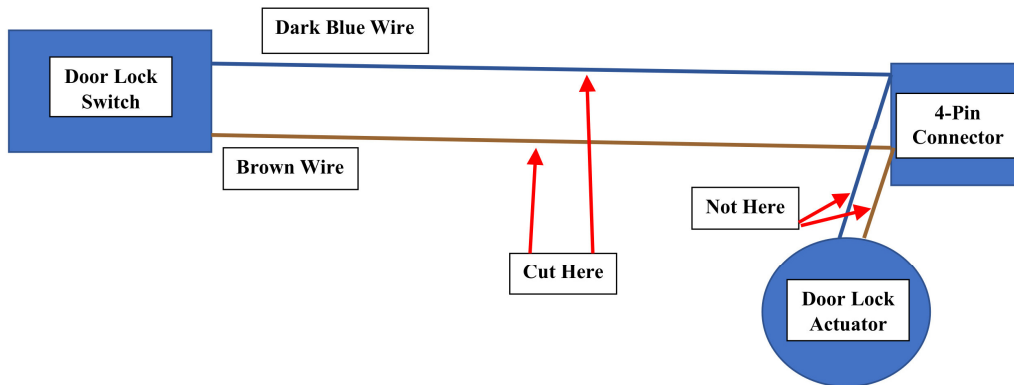 Dark Blue Wire
Door Lock
Switch
4-Pin
Connector
Brown Wire
Not Here
Cut Here
Door Lock
Actuator